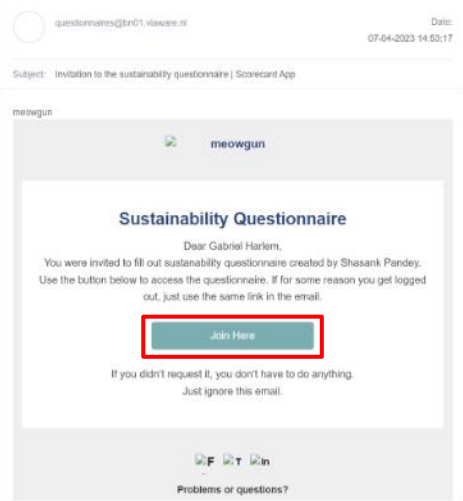 questionnaires@bn01.viaware.nl
Date:
07-04-2023 14:53:17
Subject: Invitation to the sustainability questionnaire | Scorecard App
meowgun
meowgun
Sustainability Questionnaire
Dear Gabriel Harlem,
You were invited to fill out sustanability questionnaire created by Shasank Pandey,
Use the button below to access the questionnaire. If for some reason you get logged
out, just use the same link in the email.
Join Here
If you didn't request it, you don't have to do anything.
Just ignore this email.
F T in
Problems or questions?